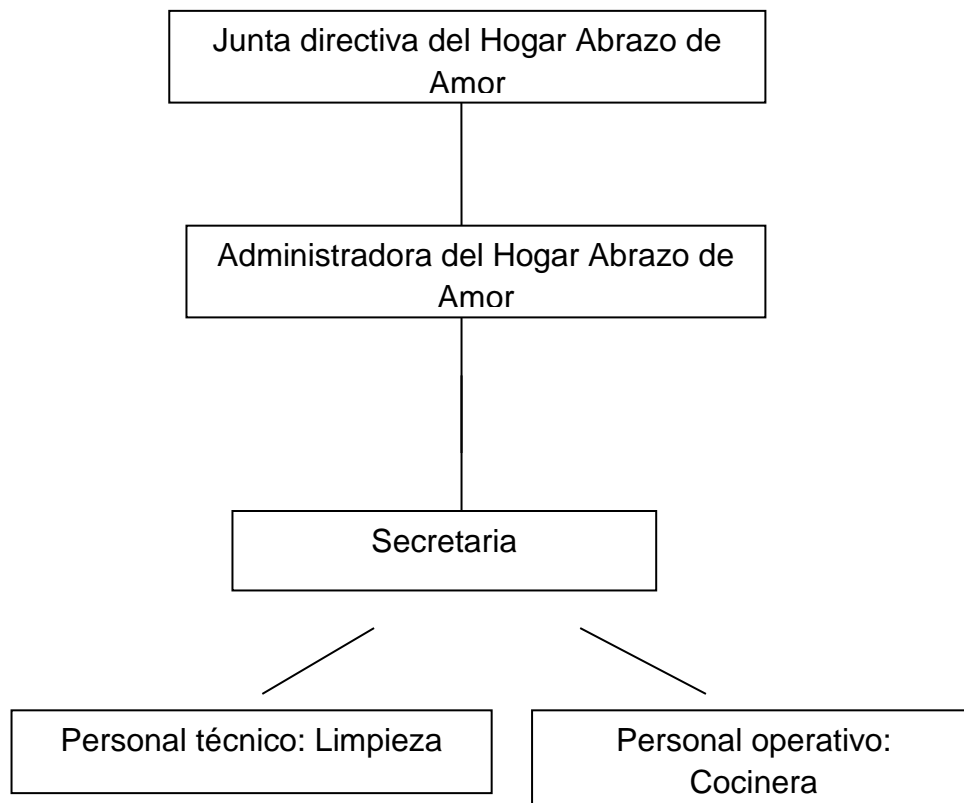 Junta directiva del Hogar Abrazo de
Amor
Administradora del Hogar Abrazo de
Amor
Secretaria
Personal técnico: Limpieza
Personal operativo:
Cocinera